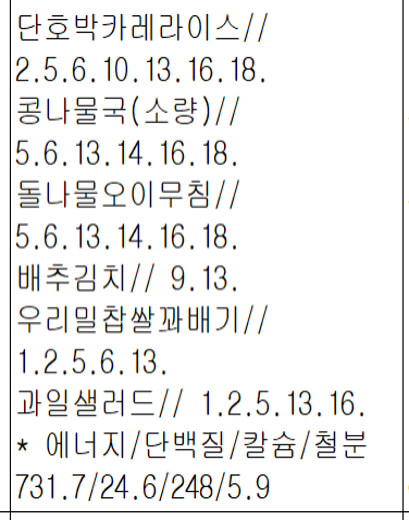 단호박카레라이스//
2.5.6.10.13.16.18.
콩나물국(소량)//
5.6.13.14.16.18.
돌나물오이무침//
5.6.13.14.16.18.
배추김치// 9.13.
우리밀찹쌀꽈배기//
1.2.5.6.13.
과일샐러드// 1.2.5.13.16.
* 에너지/단백질/칼슘/철분
731.7/24.6/248/5.9